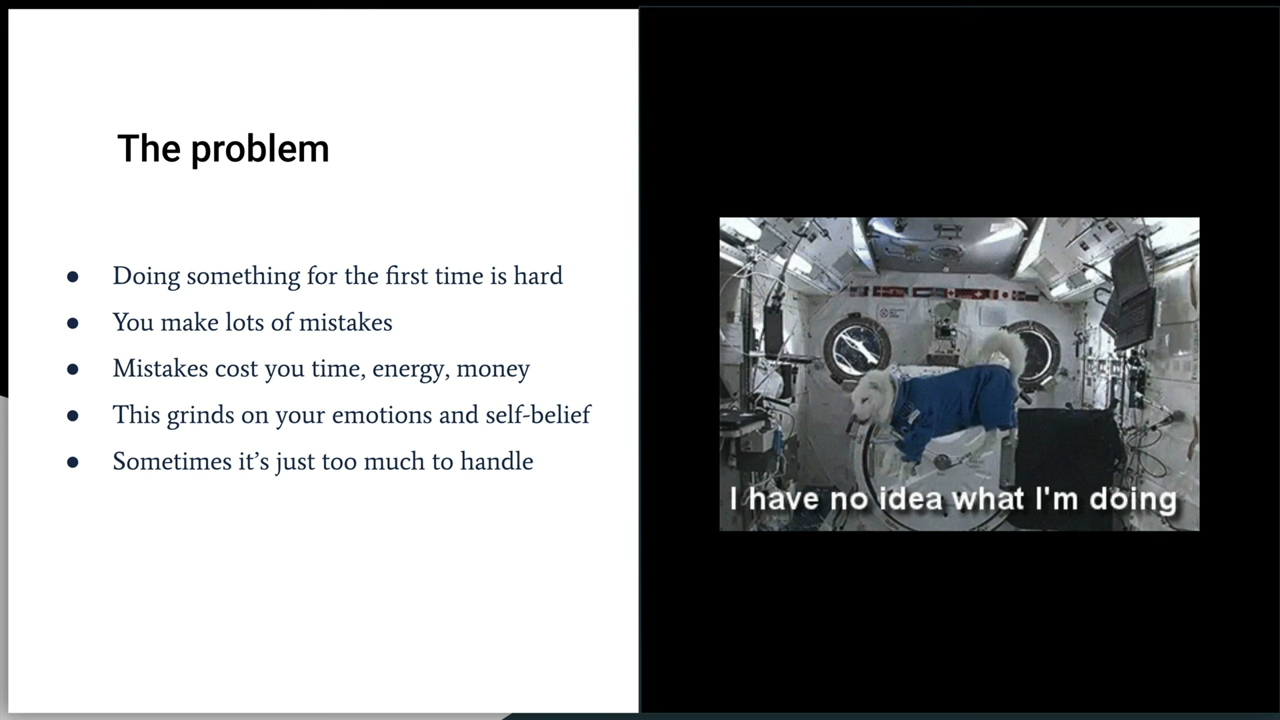 The problem
● Doing something for the first time is hard
● You make lots of mistakes
● Mistakes cost you time, energy, money
● This grinds on your emotions and self-belief
● Sometimes it’s just too much to handle
I have no idea what I'm doing